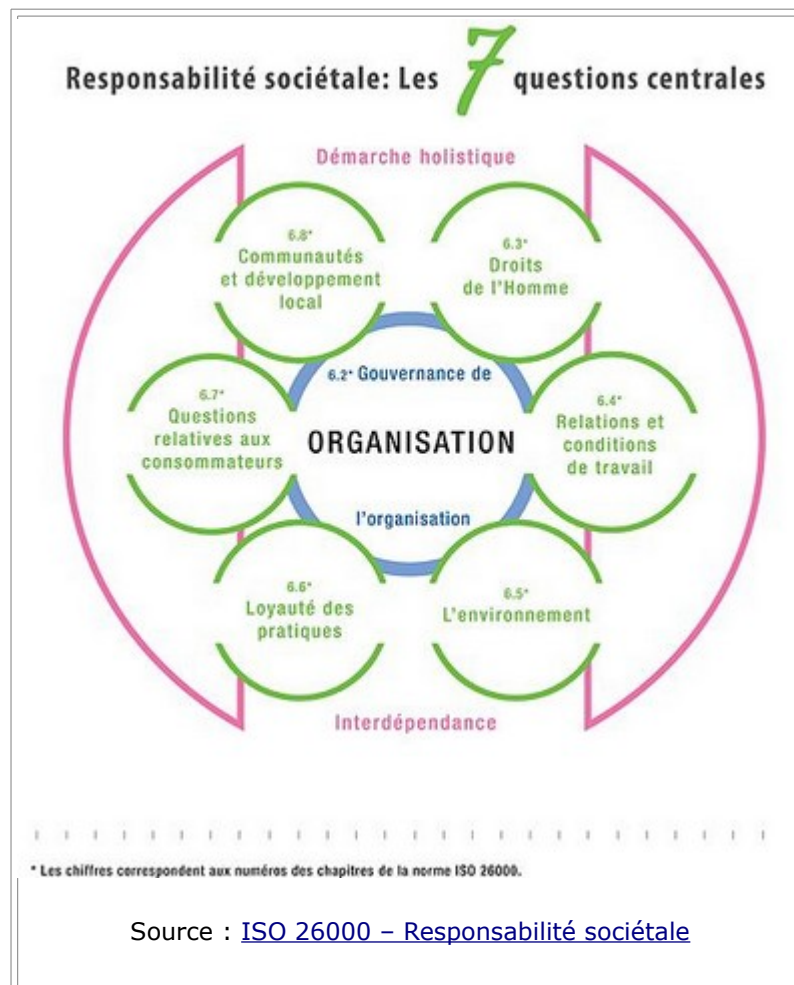 Responsabilité sociétale: Les 7 questions centrales
Démarche holistique
6.8*
Communautés
et développement
local
6.3*
Droits
de l'Homme
6.2* Gouvernance de
6.7*
Questions
relatives aux
consommateurs
ORGANISATION
6.4*
Relations et
conditions
de travail
l'organisation
6.6*
Loyauté des
pratiques
6.5*
L'environnement
Interdépendance
* Les chiffres correspondent aux numéros des chapitres de la norme ISO 26000.
Source : ISO 26000 – Responsabilité sociétale